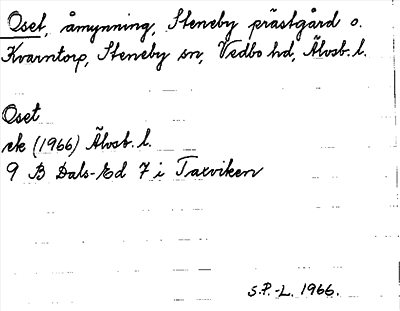 Oset, åmynning, Steneby prästgård o.
Kvarntorp, Steneby sn, Vedbo hd, Älvsb. l.
Oset
ek (1966) Älvsb. l.
9 B Dals-Ed 7 i Taxviken
S.P.-L. 1966.